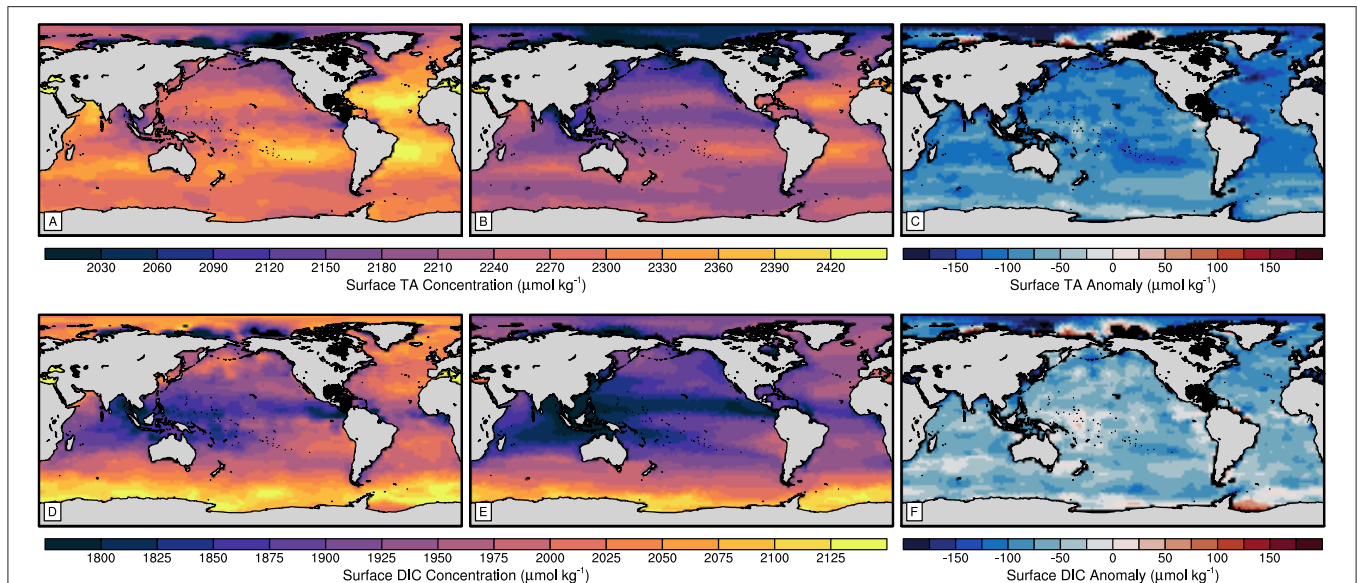 A
B
C
2030 2060 2090 2120 2150 2180 2210 2240 2270 2300 2330 2360 2390 2420
Surface TA Concentration (μmol kg⁻¹)
-150 -100 -50 0 50 100 150
Surface TA Anomaly (μmol kg⁻¹)
D
E
F
1800 1825 1850 1875 1900 1925 1950 1975 2000 2025 2050 2075 2100 2125
Surface DIC Concentration (μmol kg⁻¹)
-150 -100 -50 0 50 100 150
Surface DIC Anomaly (μmol kg⁻¹)